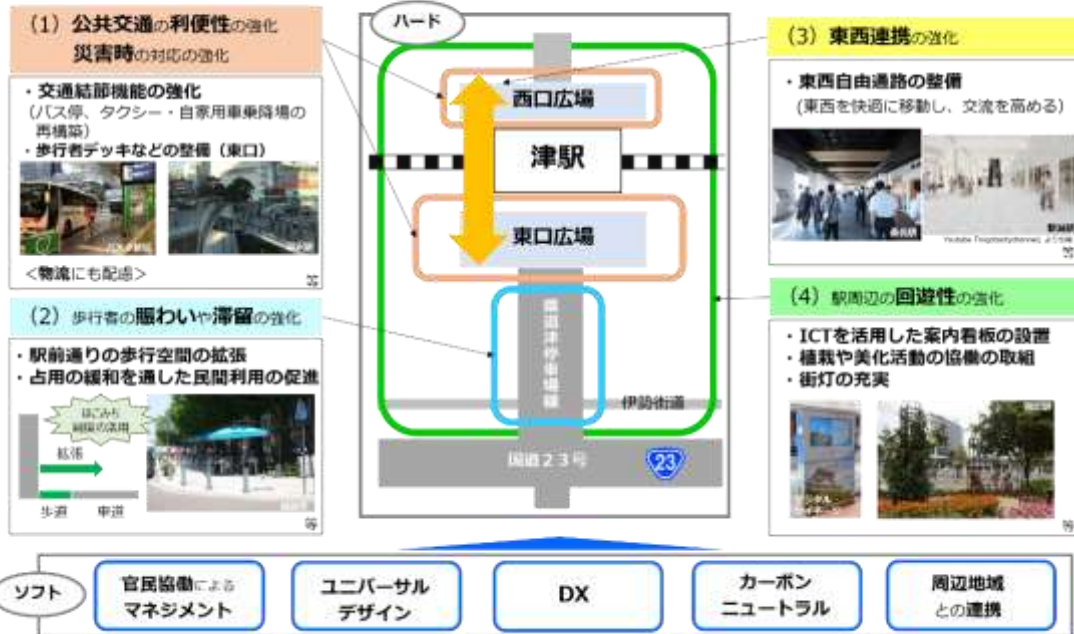 (1) 公共交通の利便性の強化
災害時の対応の強化
・交通結節機能の強化
(バス停、タクシー・自家用車乗降場の
再構築)
・歩行者デッキなどの整備(東口)
<物流にも配慮>
等
(2) 歩行者の賑わいや滞留の強化
・駅前通りの歩行空間の拡張
・占用の緩和を通した民間利用の促進
ほこみち
制度の活用
拡張
歩道
車道
等
ハード
西口広場
津駅
東口広場
伊勢街道
国道23号
23
(3) 東西連携の強化
・東西自由通路の整備
(東西を快適に移動し、交流を高める)
等
(4) 駅周辺の回遊性の強化
・ICTを活用した案内看板の設置
・植栽や美化活動の協働の取組
・街灯の充実
等
ソフト
官民協働による
マネジメント
ユニバーサル
デザイン
DX
カーボン
ニュートラル
周辺地域
との連携